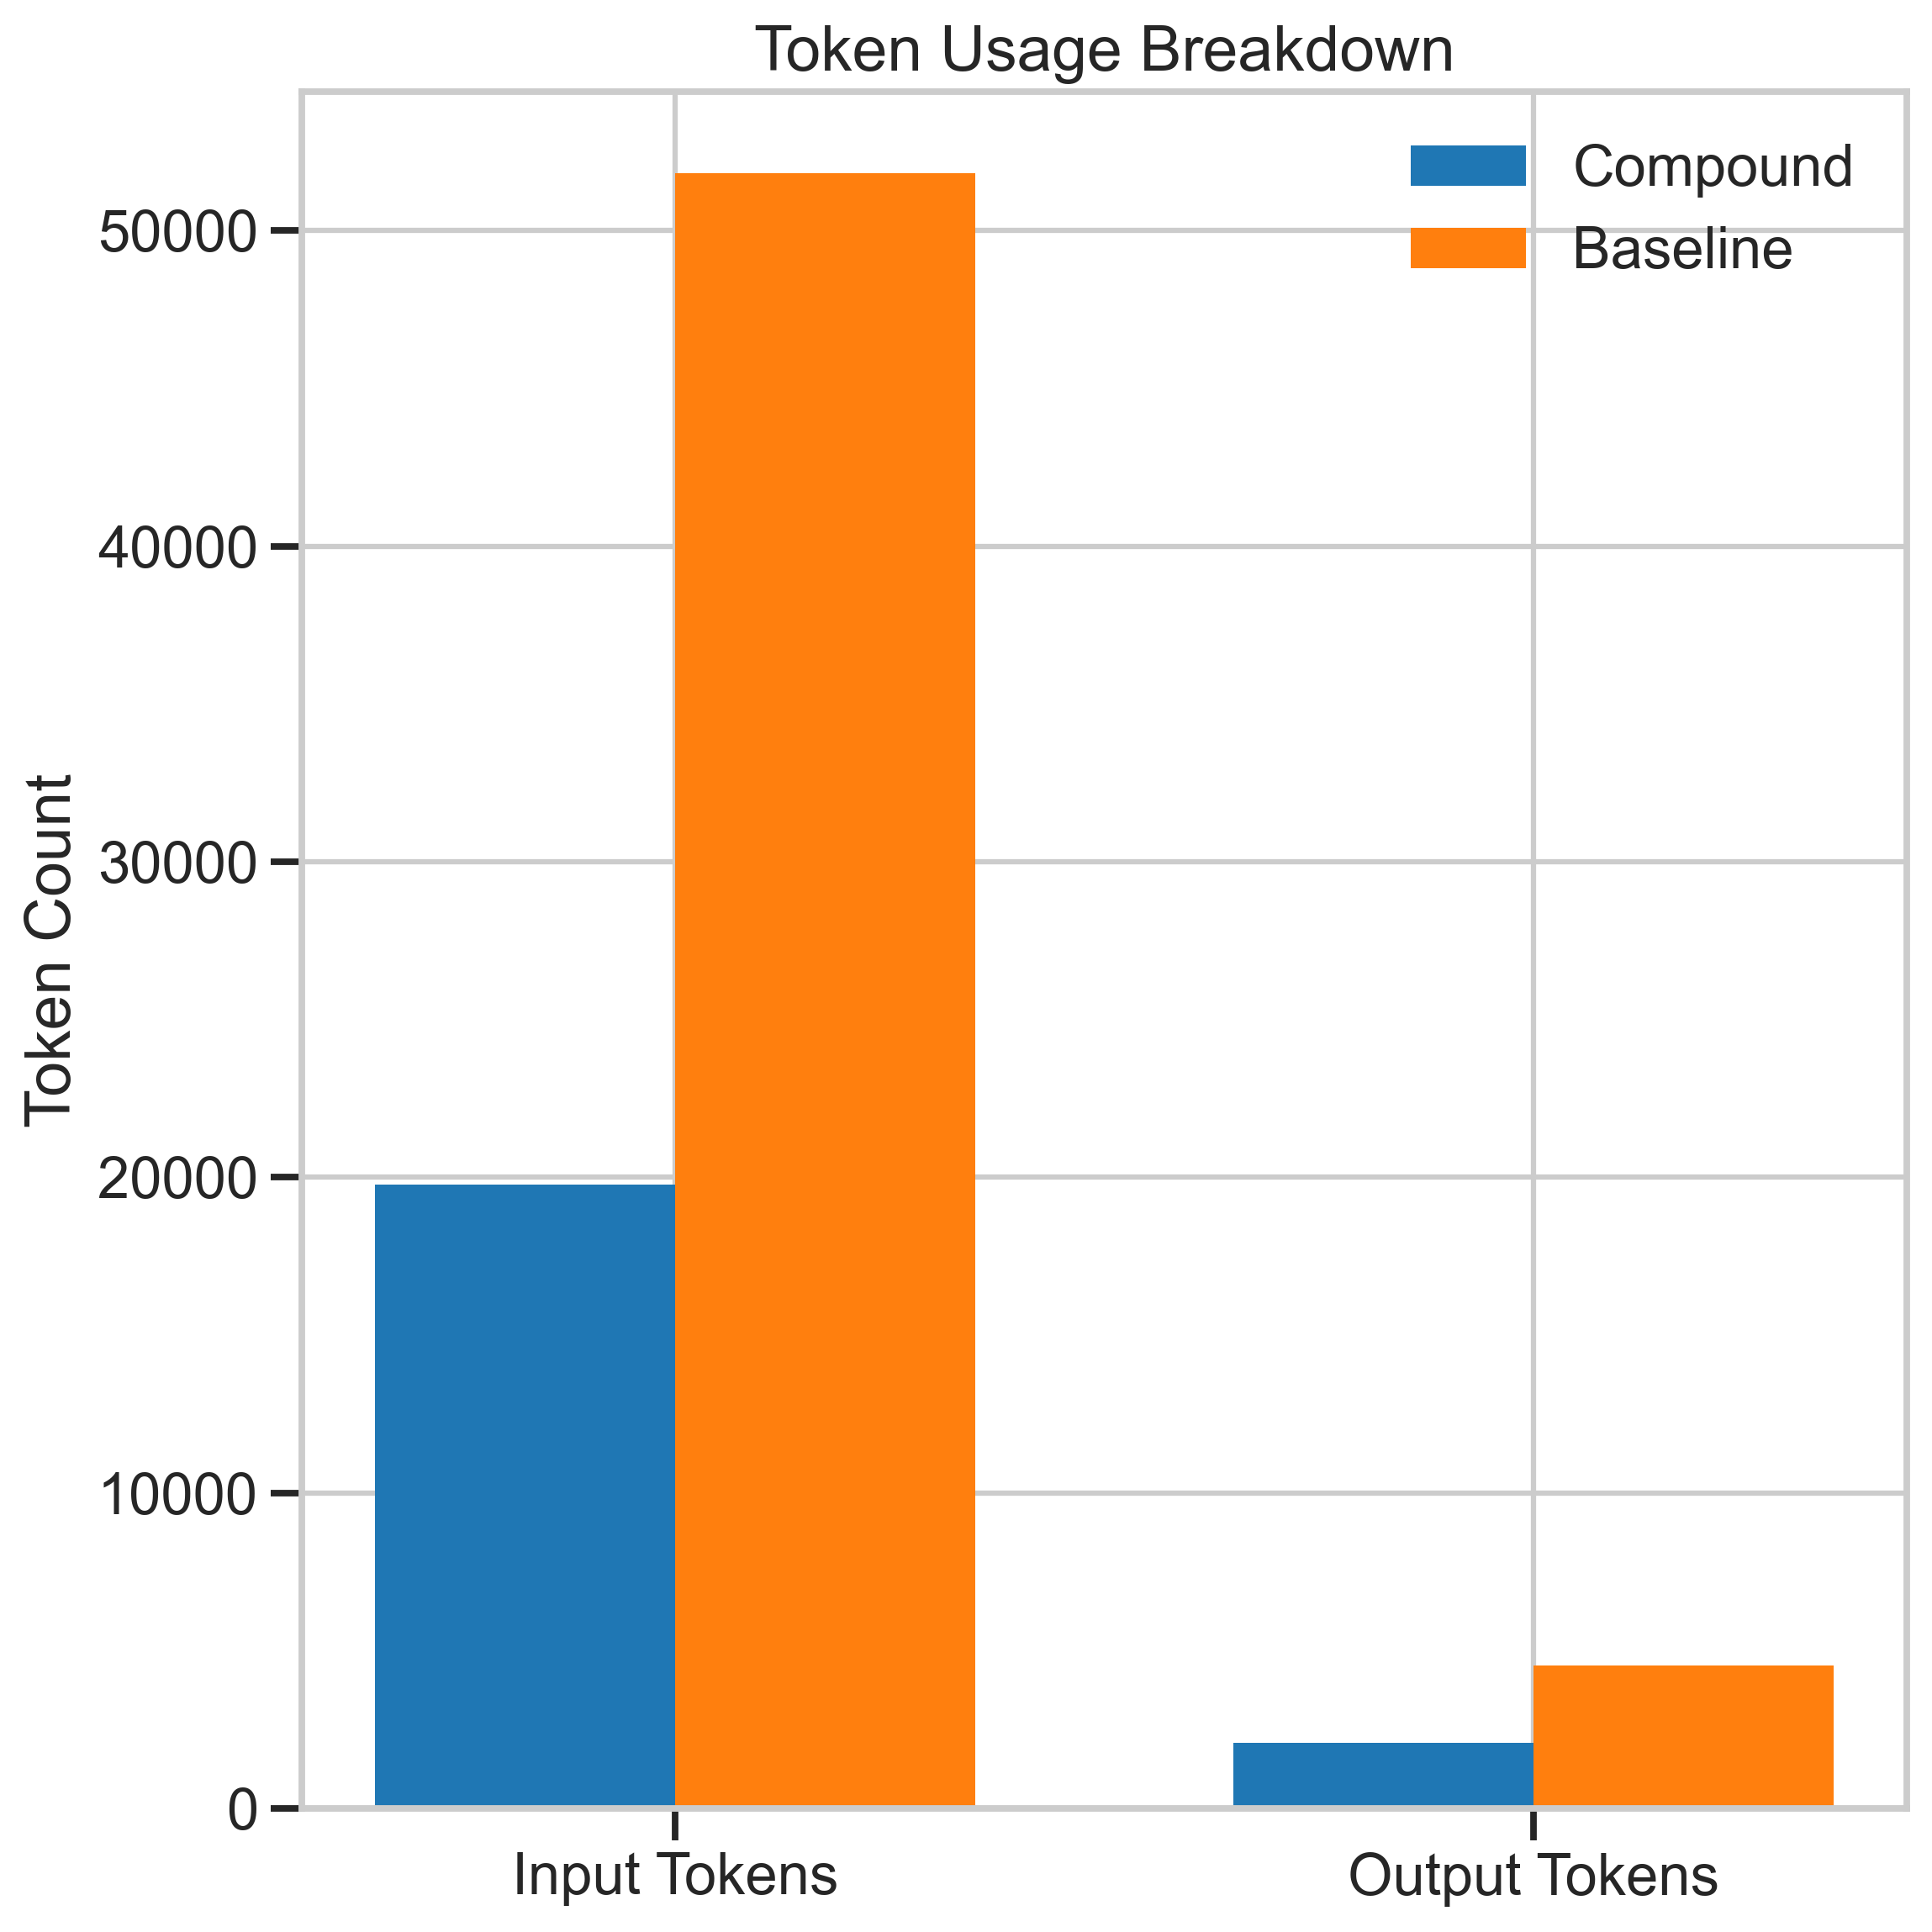 Token Usage Breakdown
Compound
Baseline
Token Count
50000
40000
30000
20000
10000
0
Input Tokens
Output Tokens